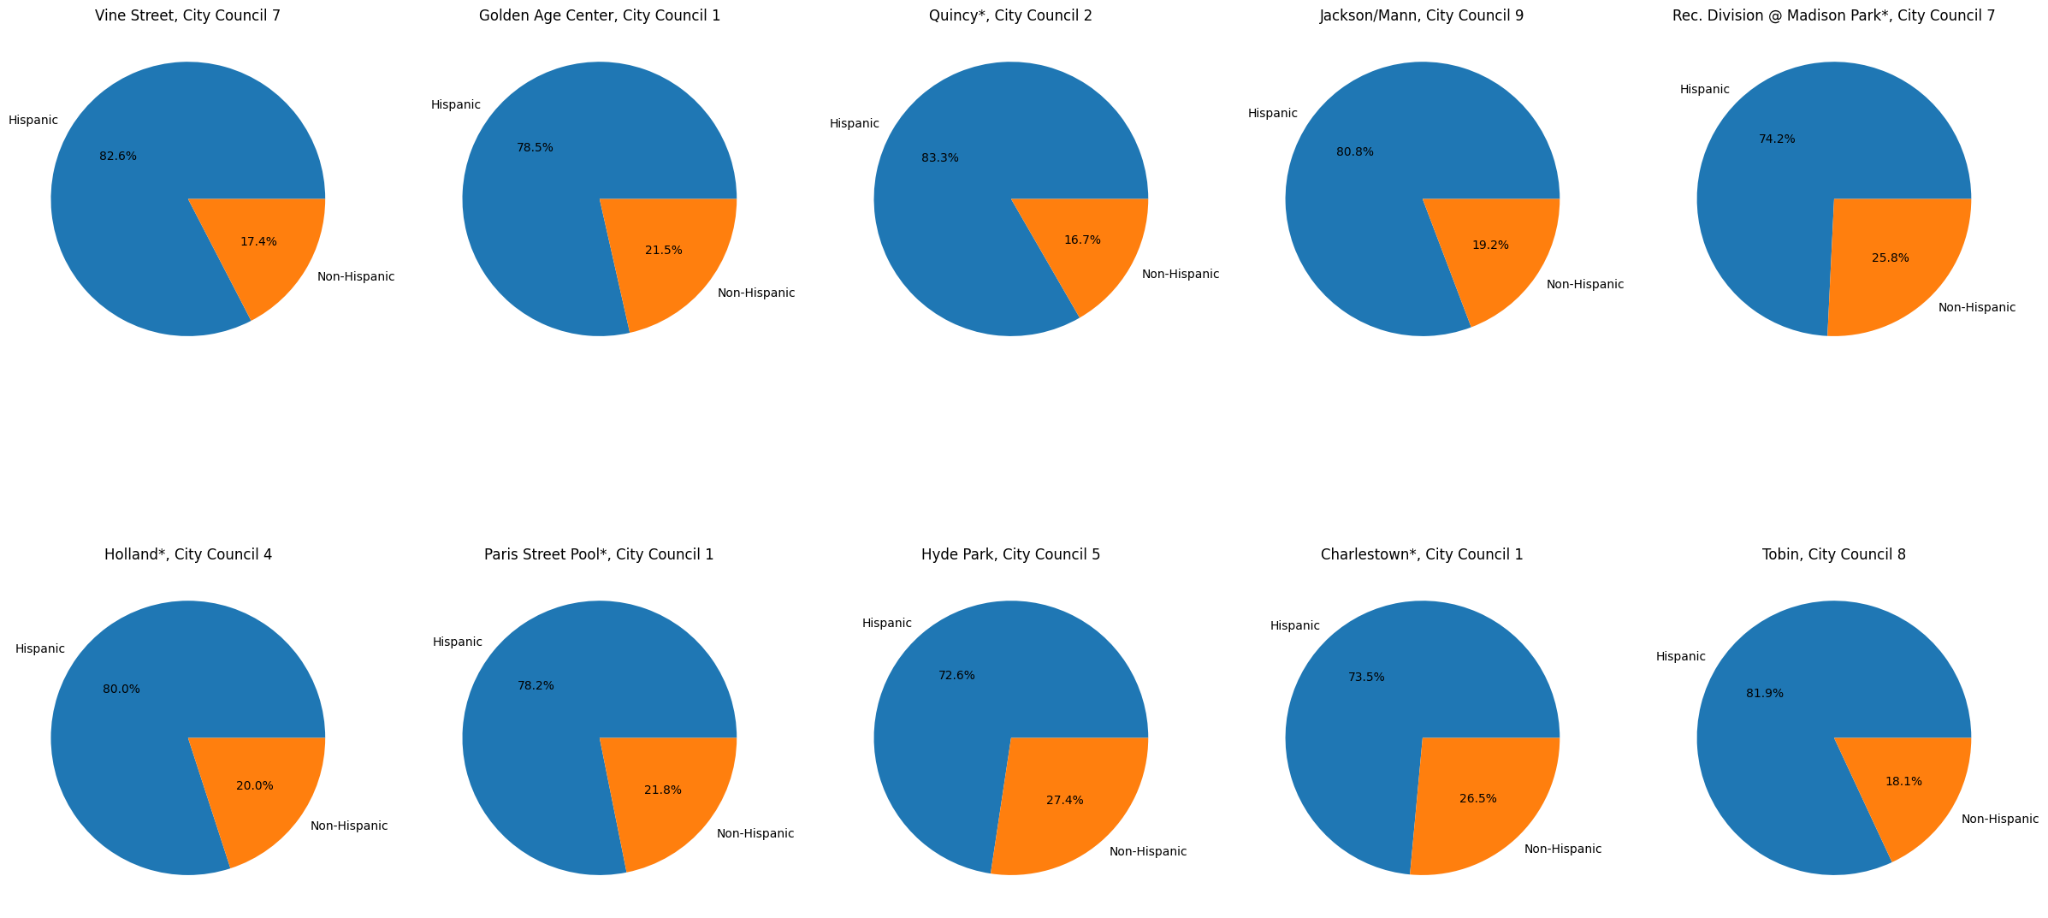 Vine Street, City Council 7
Hispanic
82.6%
17.4%
Non-Hispanic
Golden Age Center, City Council 1
Hispanic
78.5%
21.5%
Non-Hispanic
Quincy*, City Council 2
Hispanic
83.3%
16.7%
Non-Hispanic
Jackson/Mann, City Council 9
Hispanic
80.8%
19.2%
Non-Hispanic
Rec. Division @ Madison Park*, City Council 7
Hispanic
74.2%
25.8%
Non-Hispanic
Holland*, City Council 4
Hispanic
80.0%
20.0%
Non-Hispanic
Paris Street Pool*, City Council 1
Hispanic
78.2%
21.8%
Non-Hispanic
Hyde Park, City Council 5
Hispanic
72.6%
27.4%
Non-Hispanic
Charlestown*, City Council 1
Hispanic
73.5%
26.5%
Non-Hispanic
Tobin, City Council 8
Hispanic
81.9%
18.1%
Non-Hispanic